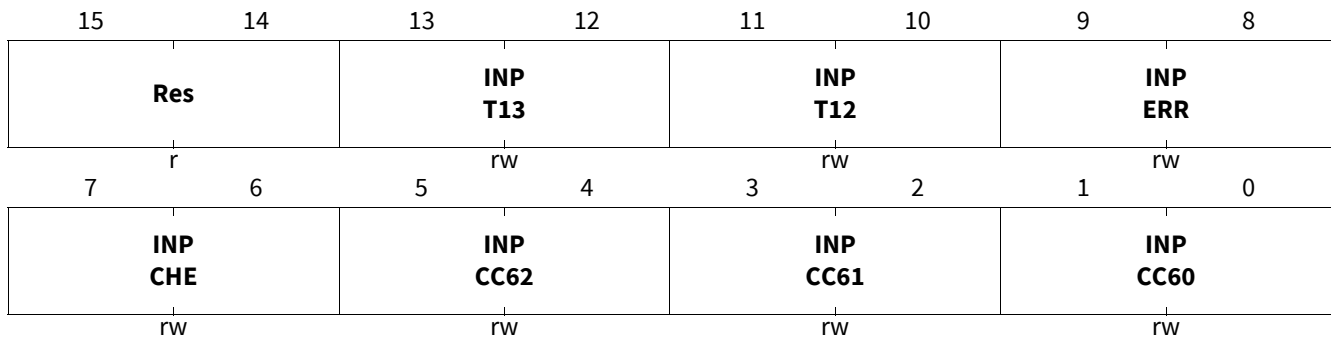 15 14 13 12 11 10 9 8
Res INP T13 INP T12 INP ERR
r rw rw rw
7 6 5 4 3 2 1 0
INP CHE INP CC62 INP CC61 INP CC60
rw rw rw rw